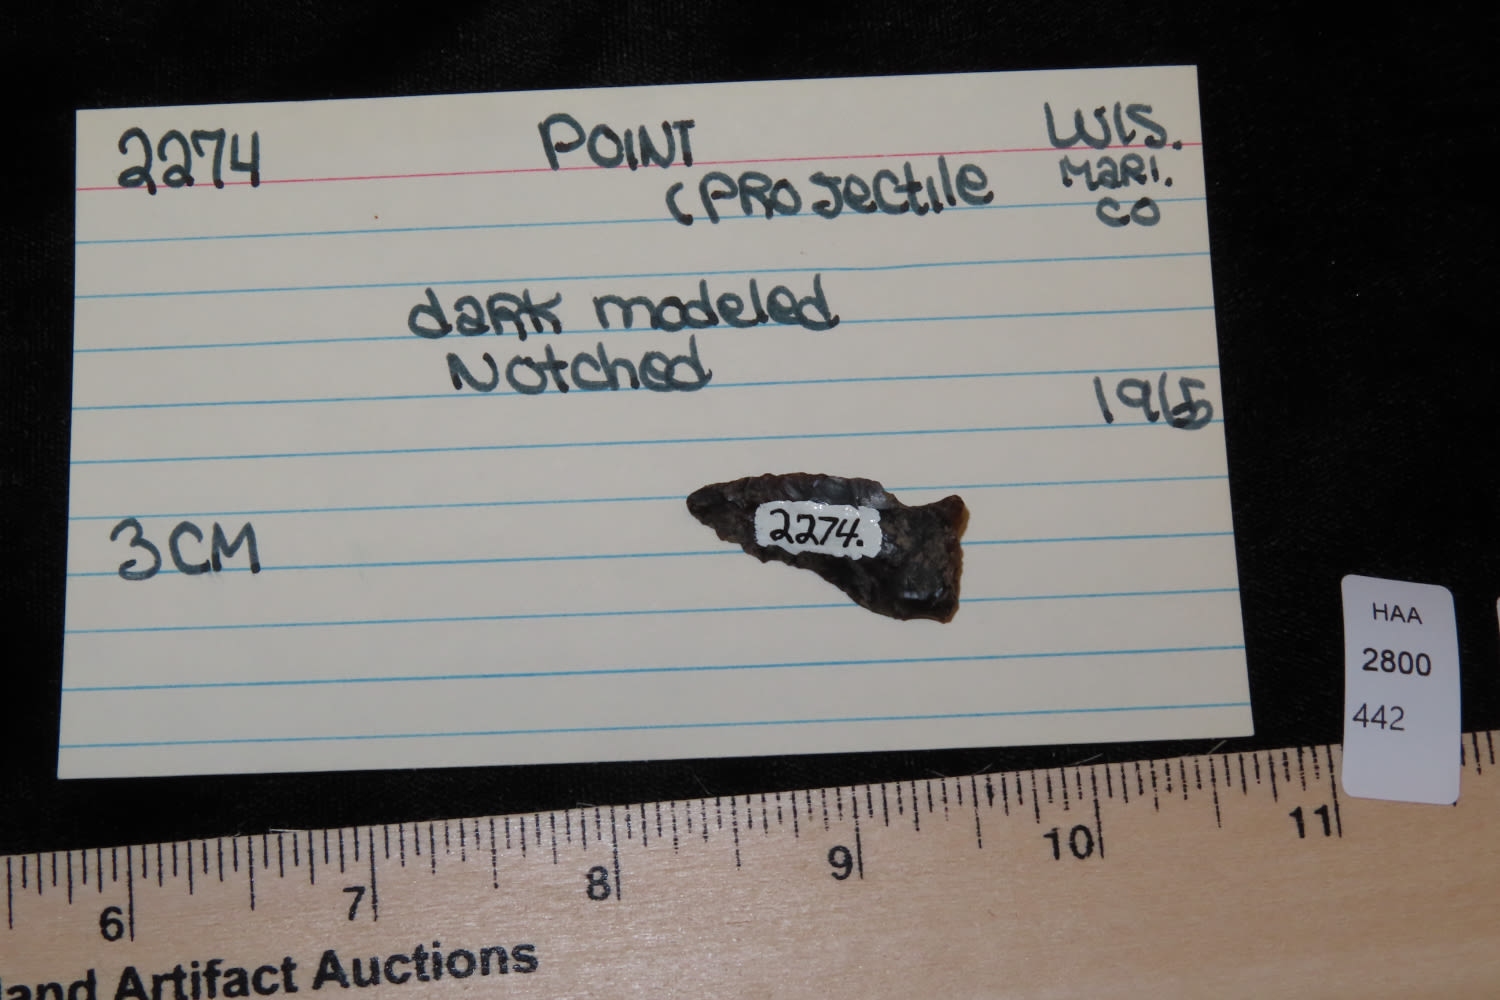 2274 POINT WIS.
(PROJectile MARI.
CO
dark modeled
Notched
1965
2274.
3CM
HAA
2800
442
6 7 8 9 10 11
land Artifact Auctions